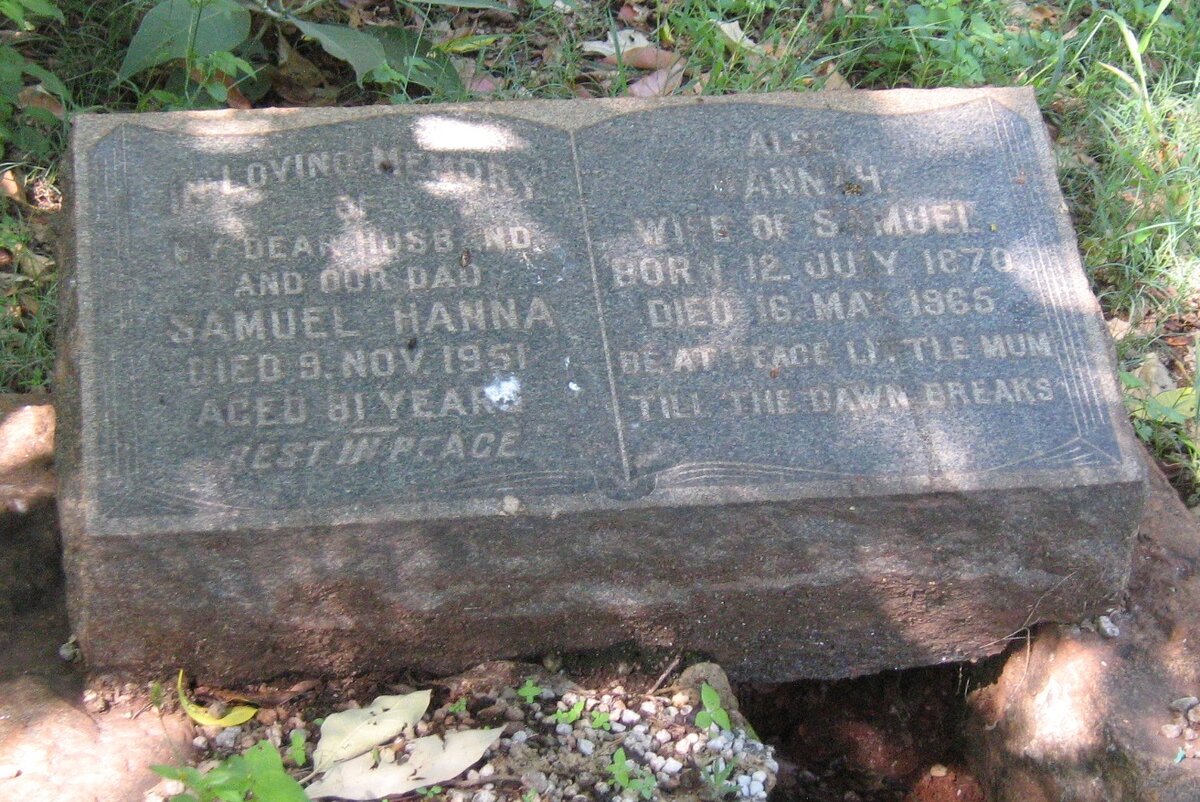 IN LOVING MEMORY
OF
MY DEAR HUSBAND
AND OUR DAD
SAMUEL HANNA
DIED 9. NOV. 1951
AGED 81 YEARS
REST IN PEACE
ALSO
ANNAH
WIFE OF SAMUEL
BORN 12. JULY 1870
DIED 16. MAY 1965
BE AT PEACE LITTLE MUM
TILL THE DAWN BREAKS